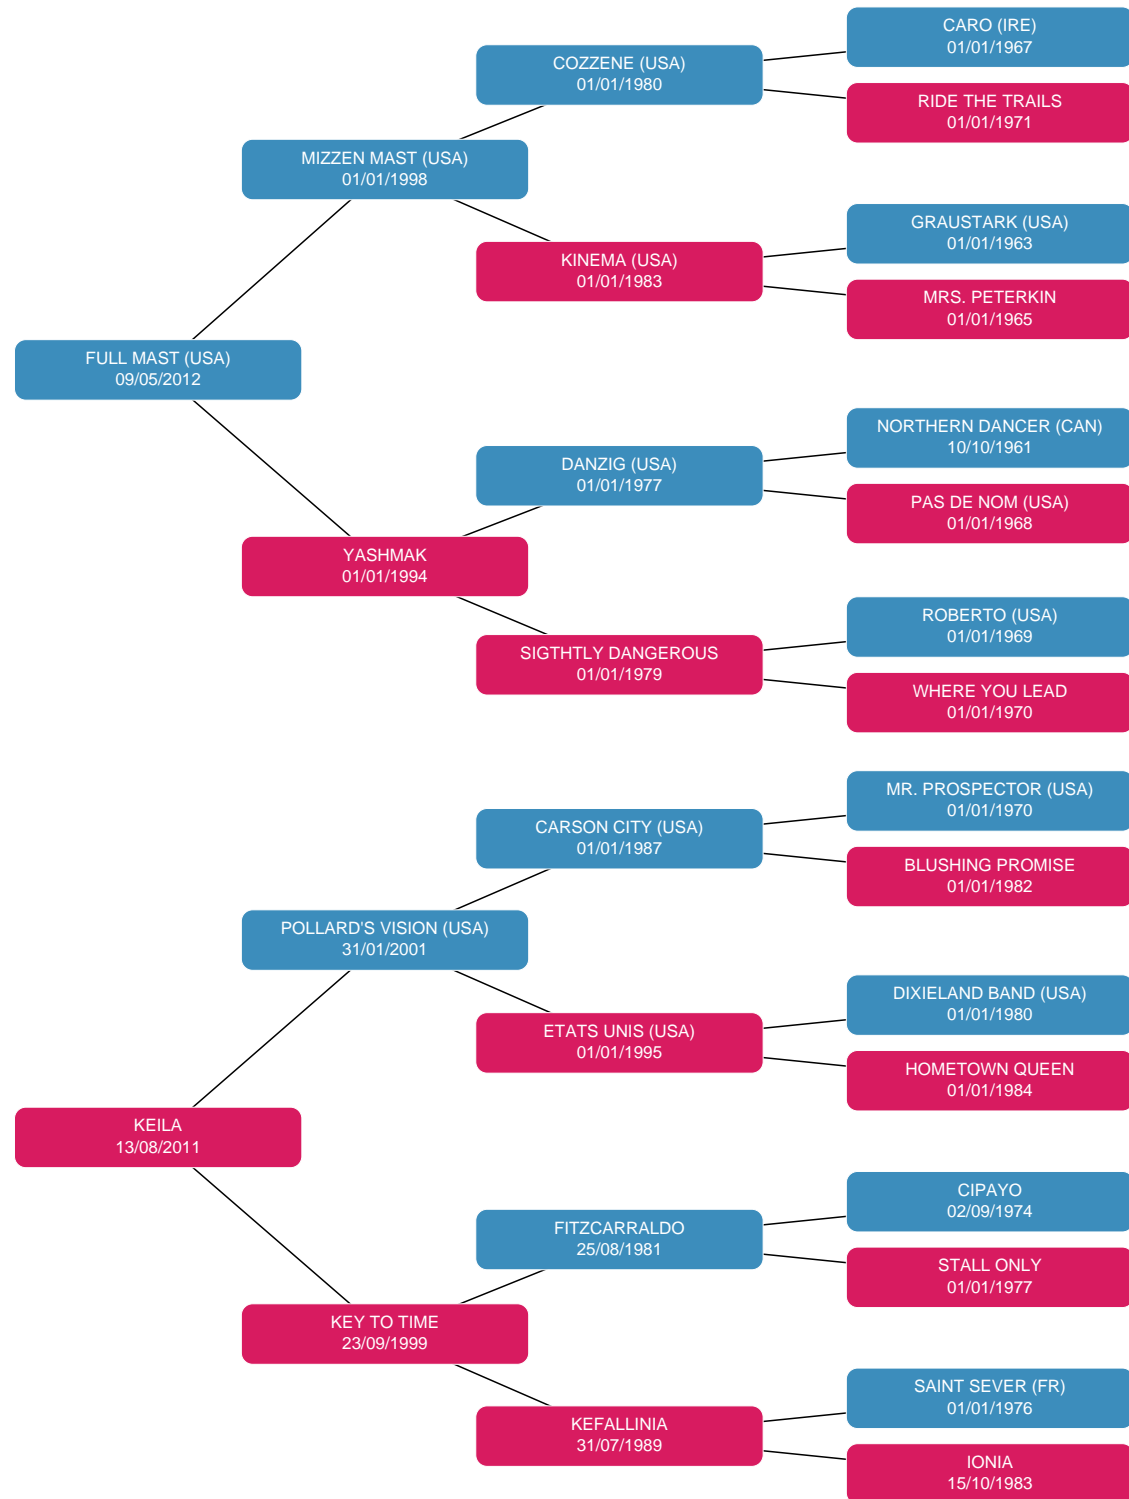 CARO (IRE)
01/01/1967
COZZENE (USA)
01/01/1980
RIDE THE TRAILS
01/01/1971
MIZZEN MAST (USA)
01/01/1998
GRAUSTARK (USA)
01/01/1963
KINEMA (USA)
01/01/1983
MRS. PETERKIN
01/01/1965
FULL MAST (USA)
09/05/2012
NORTHERN DANCER (CAN)
10/10/1961
DANZIG (USA)
01/01/1977
PAS DE NOM (USA)
01/01/1968
YASHMAK
01/01/1994
ROBERTO (USA)
01/01/1969
SIGTHTLY DANGEROUS
01/01/1979
WHERE YOU LEAD
01/01/1970
MR. PROSPECTOR (USA)
01/01/1970
CARSON CITY (USA)
01/01/1987
BLUSHING PROMISE
01/01/1982
POLLARD'S VISION (USA)
31/01/2001
DIXIELAND BAND (USA)
01/01/1980
ETATS UNIS (USA)
01/01/1995
HOMETOWN QUEEN
01/01/1984
KEILA
13/08/2011
CIPAYO
02/09/1974
FITZCARRALDO
25/08/1981
STALL ONLY
01/01/1977
KEY TO TIME
23/09/1999
SAINT SEVER (FR)
01/01/1976
KEFALLINIA
31/07/1989
IONIA
15/10/1983